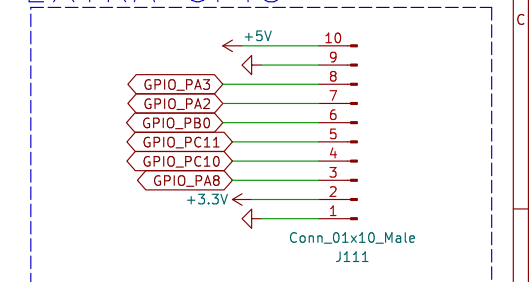 +5V 10
9
GPIO_PA3 8
GPIO_PA2 7
GPIO_PB0 6
GPIO_PC11 5
GPIO_PC10 4
GPIO_PA8 3
+3.3V 2
1
Conn_01x10_Male
J111
C